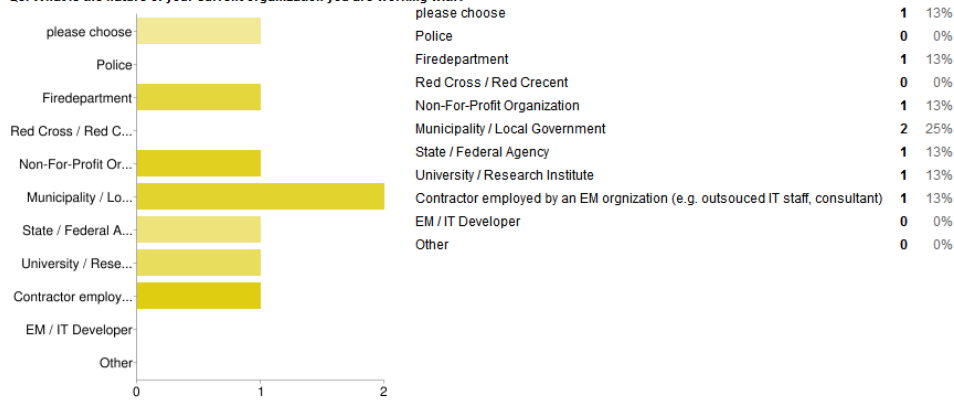 please choose
Police
Firedepartment
Red Cross / Red C...
Non-For-Profit Or...
Municipality / Lo...
State / Federal A...
University / Rese...
Contractor employ...
EM / IT Developer
Other
0 1 2
please choose 1 13%
Police 0 0%
Firedepartment 1 13%
Red Cross / Red Crecent 0 0%
Non-For-Profit Organization 1 13%
Municipality / Local Government 2 25%
State / Federal Agency 1 13%
University / Research Institute 1 13%
Contractor employed by an EM orgnization (e.g. outsouced IT staff, consultant) 1 13%
EM / IT Developer 0 0%
Other 0 0%